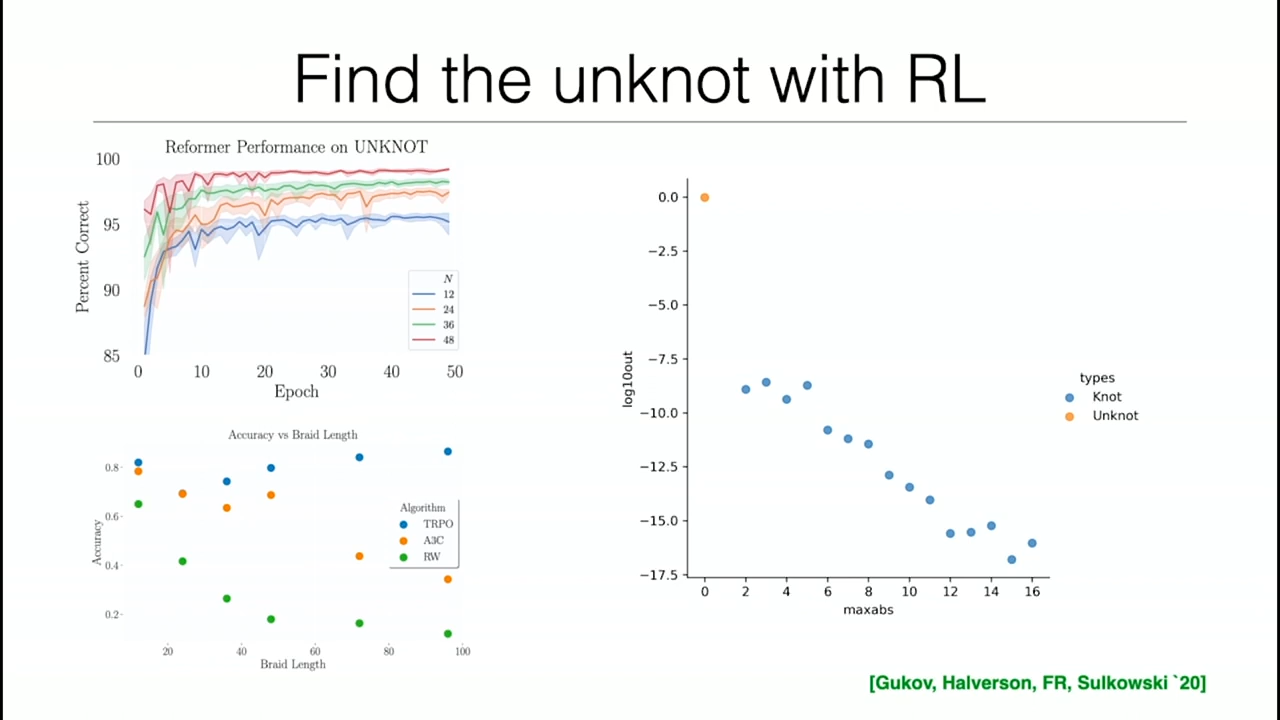 Find the unknot with RL
Reformer Performance on UNKNOT
100
95
90
85
Percent Correct
0 10 20 30 40 50
Epoch
N
12
24
36
48
Accuracy vs Braid Length
0.8
0.6
0.4
0.2
Accuracy
20 40 60 80 100
Braid Length
Algorithm
TRPO
A3C
RW
0.0
−2.5
−5.0
−7.5
−10.0
−12.5
−15.0
−17.5
log10out
0 2 4 6 8 10 12 14 16
maxabs
types
Knot
Unknot
[Gukov, Halverson, FR, Sulkowski `20]